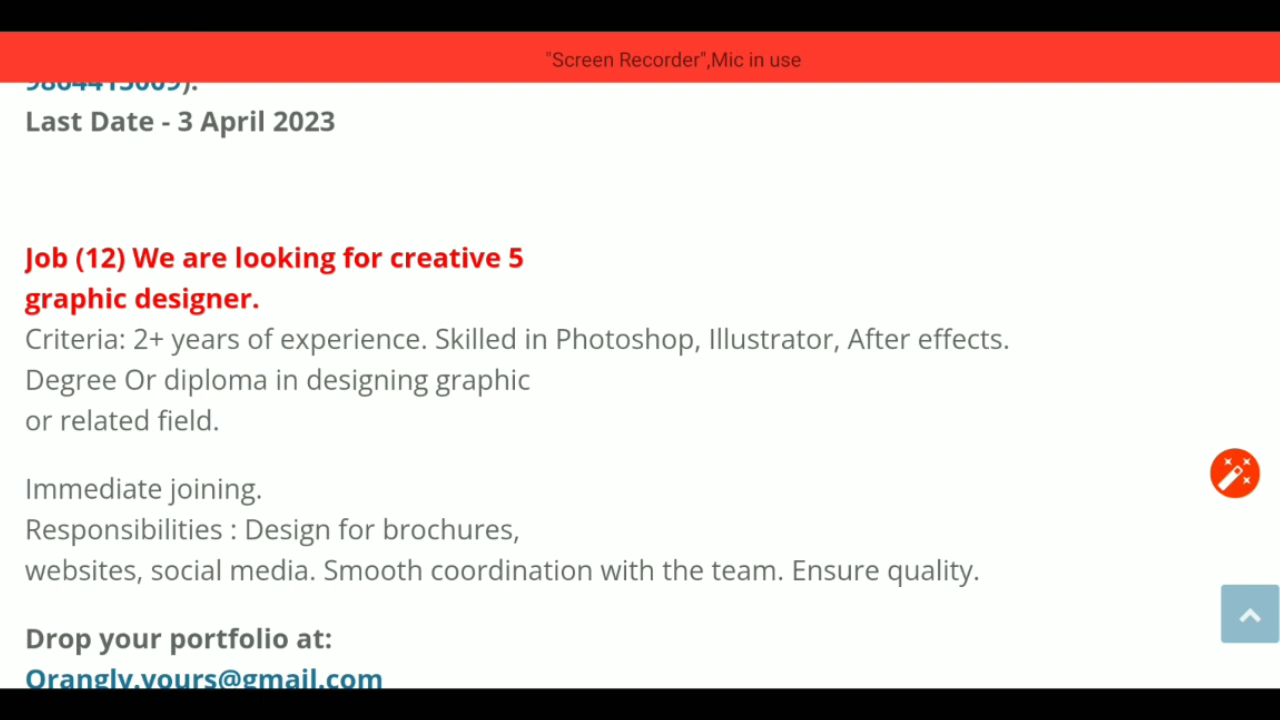 "Screen Recorder",Mic in use
Last Date - 3 April 2023
Job (12) We are looking for creative 5
graphic designer.
Criteria: 2+ years of experience. Skilled in Photoshop, Illustrator, After effects.
Degree Or diploma in designing graphic
or related field.
Immediate joining.
Responsibilities : Design for brochures,
websites, social media. Smooth coordination with the team. Ensure quality.
Drop your portfolio at:
Orangly.yours@gmail.com